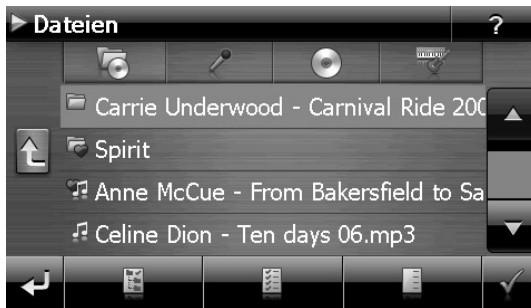 Dateien
?
Carrie Underwood - Carnival Ride 200
Spirit
Anne McCue - From Bakersfield to Sa
Celine Dion - Ten days 06.mp3